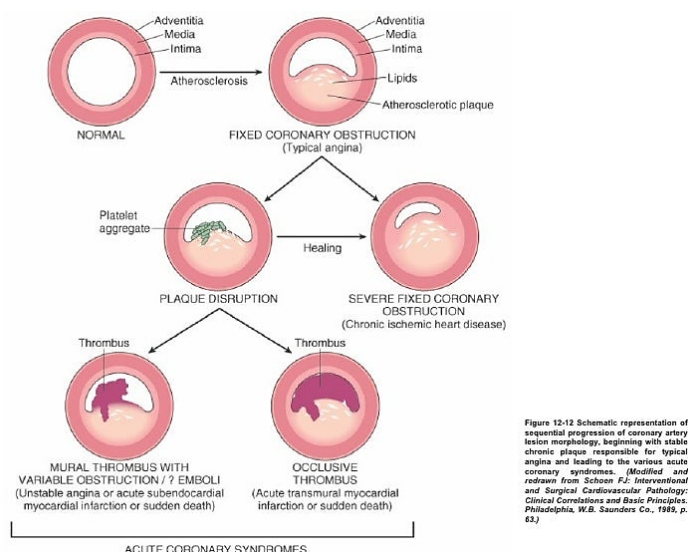 Adventitia
Media
Intima
Atherosclerosis
NORMAL
Adventitia
Media
Intima
Lipids
Atherosclerotic plaque
FIXED CORONARY OBSTRUCTION
(Typical angina)
Platelet
aggregate
Healing
PLAQUE DISRUPTION
SEVERE FIXED CORONARY
OBSTRUCTION
(Chronic ischemic heart disease)
Thrombus
Thrombus
MURAL THROMBUS WITH
VARIABLE OBSTRUCTION / ? EMBOLI
(Unstable angina or acute subendocardial
myocardial infarction or sudden death)
OCCLUSIVE
THROMBUS
(Acute transmural myocardial
infarction or sudden death)
ACUTE CORONARY SYNDROMES
Figure 12-12 Schematic representation of
sequential progression of coronary artery
lesion morphology, beginning with stable
chronic plaque responsible for typical
angina and leading to the various acute
coronary syndromes. (Modified and
redrawn from Schoen FJ: Interventional
and Surgical Cardiovascular Pathology:
Clinical Correlations and Basic Principles.
Philadelphia, W.B. Saunders Co., 1989, p.
63.)